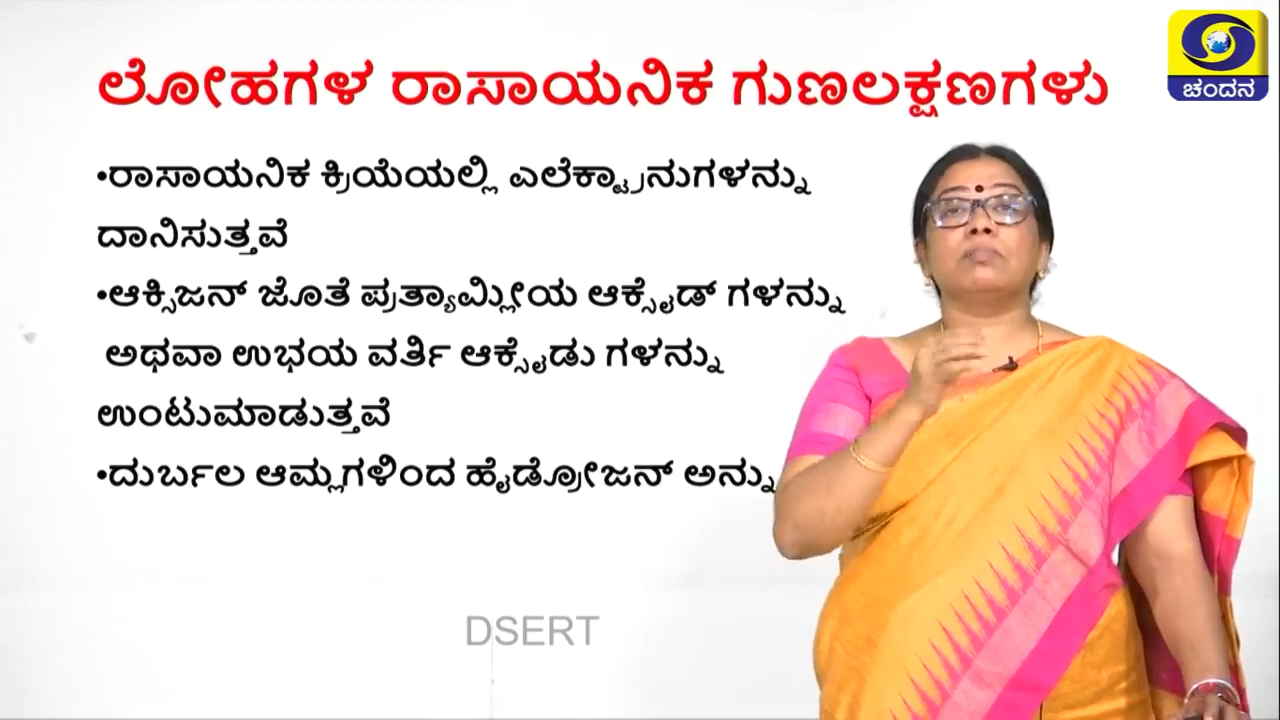 ಚಂದನ
ಲೋಹಗಳ ರಾಸಾಯನಿಕ ಗುಣಲಕ್ಷಣಗಳು
•ರಾಸಾಯನಿಕ ಕ್ರಿಯೆಯಲ್ಲಿ ಎಲೆಕ್ಟ್ರಾನುಗಳನ್ನು
ದಾನಿಸುತ್ತವೆ
•ಆಕ್ಸಿಜನ್ ಜೊತೆ ಪ್ರತ್ಯಾಮ್ಲೀಯ ಆಕ್ಸೈಡ್ ಗಳನ್ನು
ಅಥವಾ ಉಭಯ ವರ್ತಿ ಆಕ್ಸೈಡು ಗಳನ್ನು
ಉಂಟುಮಾಡುತ್ತವೆ
•ದುರ್ಬಲ ಆಮ್ಲಗಳಿಂದ ಹೈಡ್ರೋಜನ್ ಅನ್ನು
DSERT